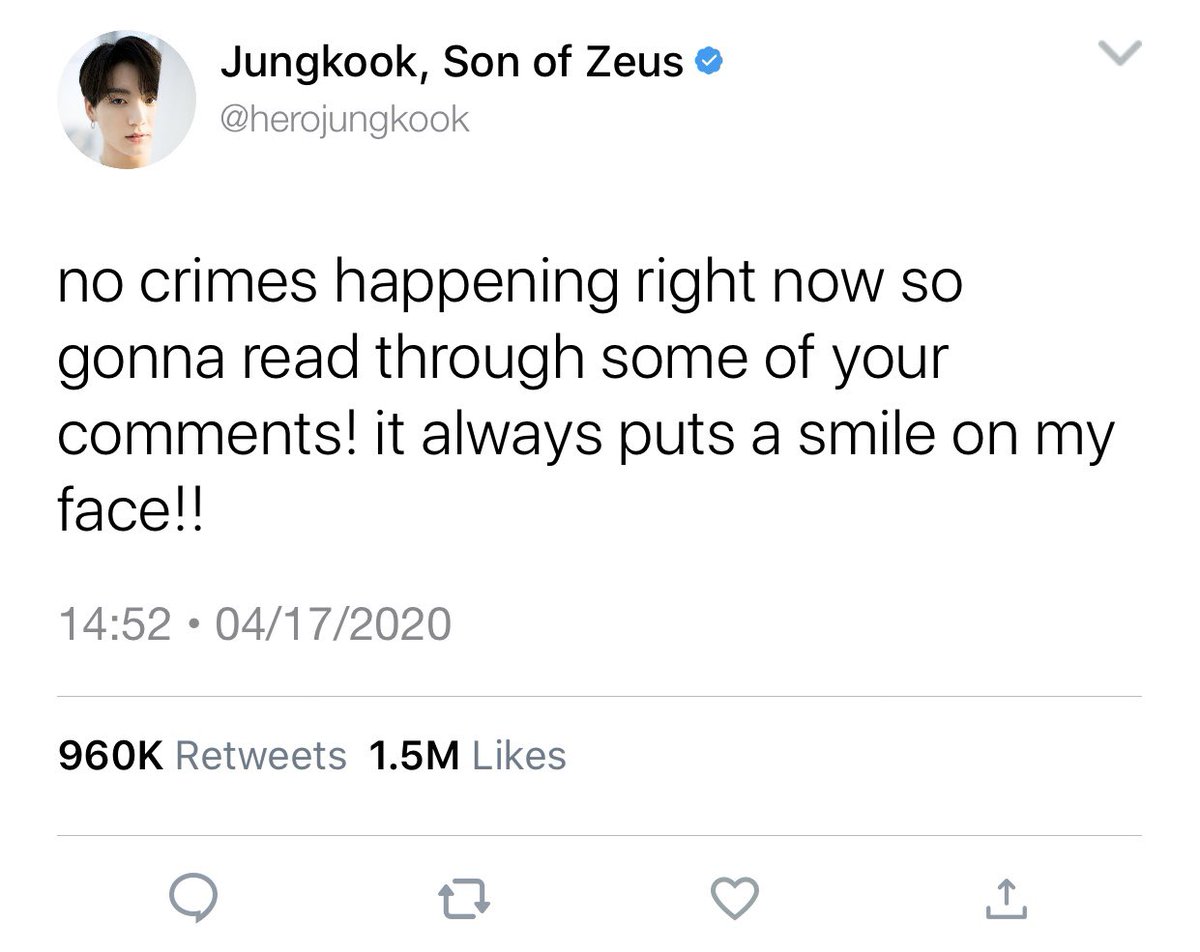 Jungkook, Son of Zeus
@herojungkook
no crimes happening right now so
gonna read through some of your
comments! it always puts a smile on my
face!!
14:52 • 04/17/2020
960K Retweets 1.5M Likes